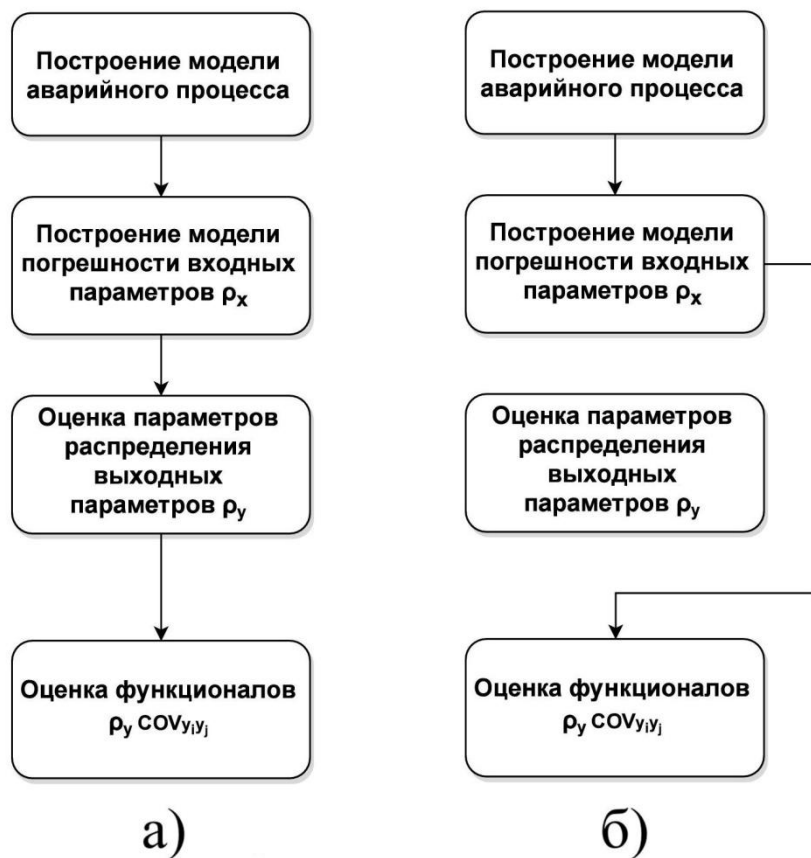 Построение модели
аварийного процесса
Построение модели
погрешности входных
параметров ρx
Оценка параметров
распределения
выходных
параметров ρy
Оценка функционалов
ρy COVyiyj
а)
Построение модели
аварийного процесса
Построение модели
погрешности входных
параметров ρx
Оценка параметров
распределения
выходных
параметров ρy
Оценка функционалов
ρy COVyiyj
б)